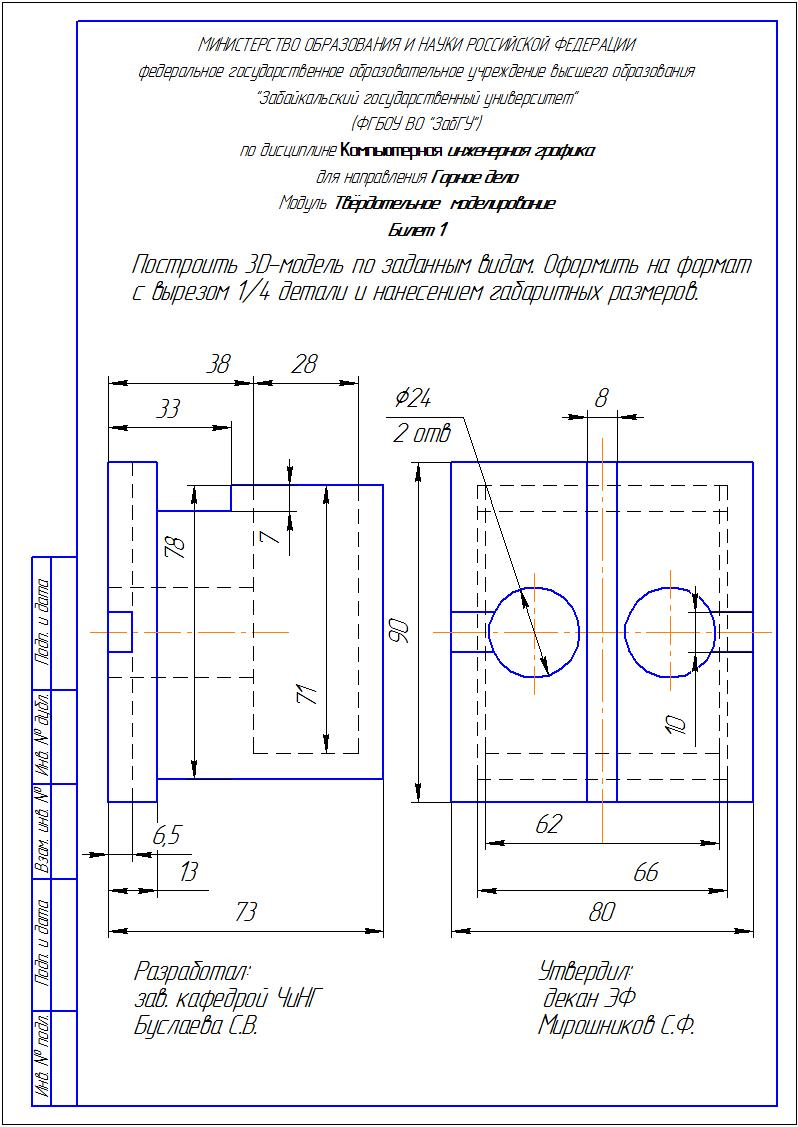 МИНИСТЕРСТВО ОБРАЗОВАНИЯ И НАУКИ РОССИЙСКОЙ ФЕДЕРАЦИИ
федеральное государственное образовательное учреждение высшего образования
"Забайкальский государственный университет"
(ФГБОУ ВО "ЗабГУ")
по дисциплине Компьютерная инженерная графика
для направления Горное дело
Модуль Твёрдотельное моделирование
Билет 1
Построить 3D-модель по заданным видам. Оформить на формат
с вырезом 1/4 детали и нанесением габаритных размеров.
38
28
33
78
7
71
6,5
13
73
⌀24
2 отв
8
90
10
62
66
80
Подп. и дата
Инв. № дубл.
Взам. инв. №
Подп. и дата
Инв. № подл.
Разработал:
зав. кафедрой ЧиНГ
Буслаева С.В.
Утвердил:
декан ЭФ
Мирошников С.Ф.